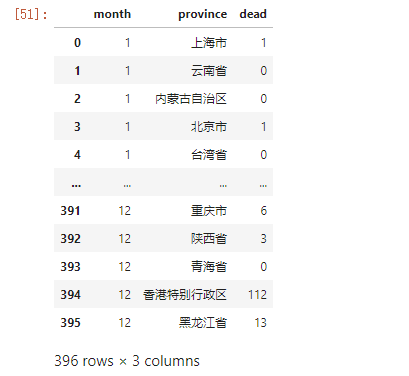 [51]:
month province dead
0 1 上海市 1
1 1 云南省 0
2 1 内蒙古自治区 0
3 1 北京市 1
4 1 台湾省 0
... ... ... ...
391 12 重庆市 6
392 12 陕西省 3
393 12 青海省 0
394 12 香港特别行政区 112
395 12 黑龙江省 13
396 rows × 3 columns